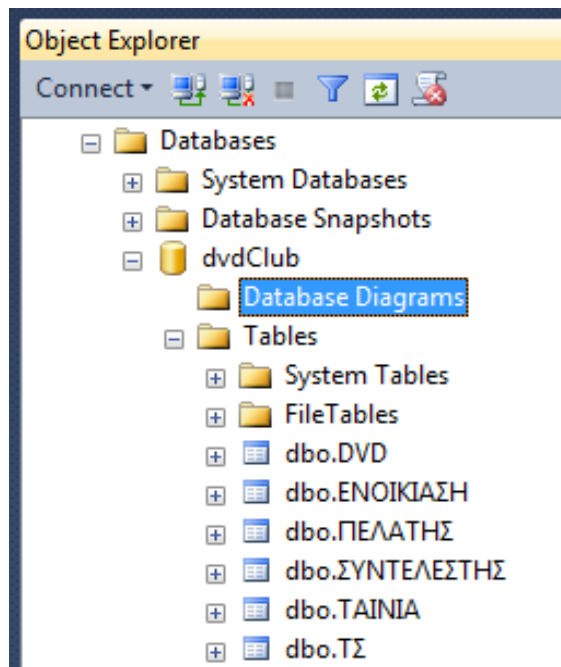 Object Explorer
Connect
Databases
System Databases
Database Snapshots
dvdClub
Database Diagrams
Tables
System Tables
FileTables
dbo.DVD
dbo.ΕΝΟΙΚΙΑΣΗ
dbo.ΠΕΛΑΤΗΣ
dbo.ΣΥΝΤΕΛΕΣΤΗΣ
dbo.ΤΑΙΝΙΑ
dbo.ΤΣ